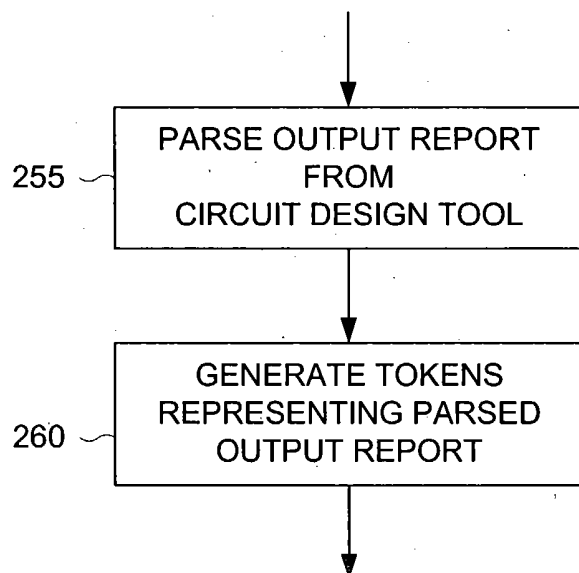 255
PARSE OUTPUT REPORT
FROM
CIRCUIT DESIGN TOOL
260
GENERATE TOKENS
REPRESENTING PARSED
OUTPUT REPORT